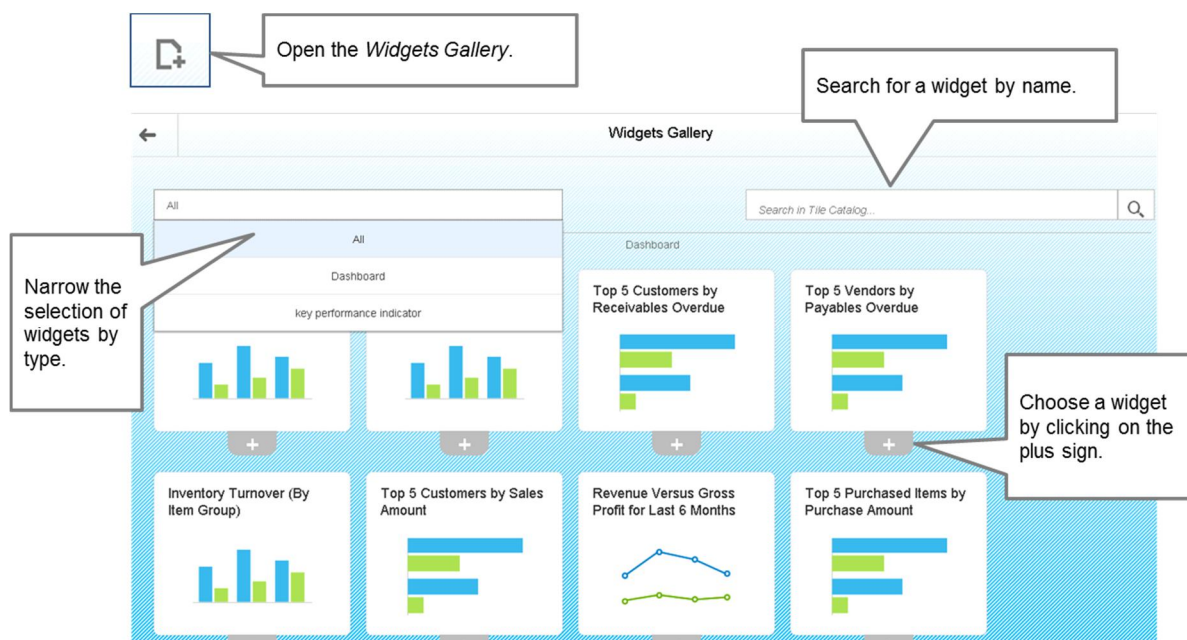 Open the Widgets Gallery.
Search for a widget by name.
Widgets Gallery
All
Search in Tile Catalog...
All
Dashboard
Dashboard
key performance indicator
Narrow the
selection of
widgets by
type.
Top 5 Customers by
Receivables Overdue
Top 5 Vendors by
Payables Overdue
Choose a widget
by clicking on the
plus sign.
Inventory Turnover (By
Item Group)
Top 5 Customers by Sales
Amount
Revenue Versus Gross
Profit for Last 6 Months
Top 5 Purchased Items by
Purchase Amount